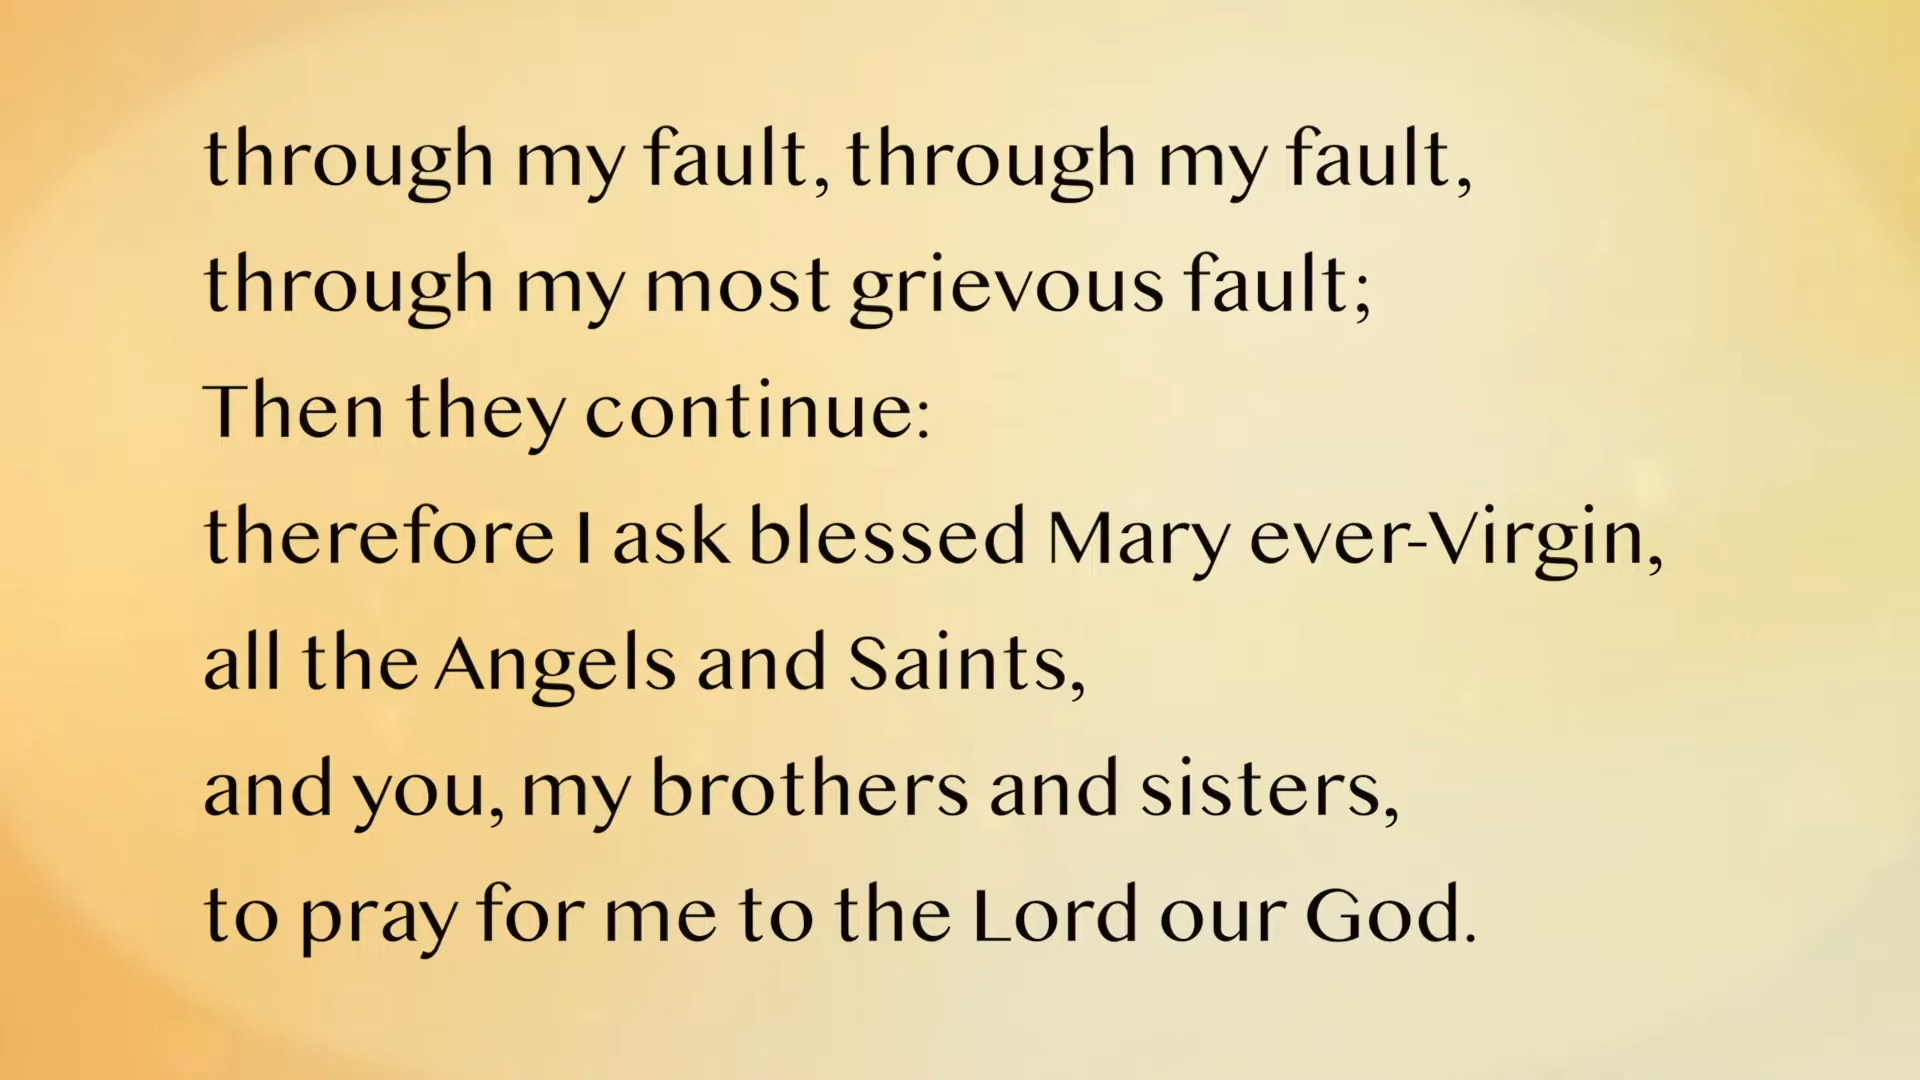 through my fault, through my fault,
through my most grievous fault;
Then they continue:
therefore I ask blessed Mary ever-Virgin,
all the Angels and Saints,
and you, my brothers and sisters,
to pray for me to the Lord our God.